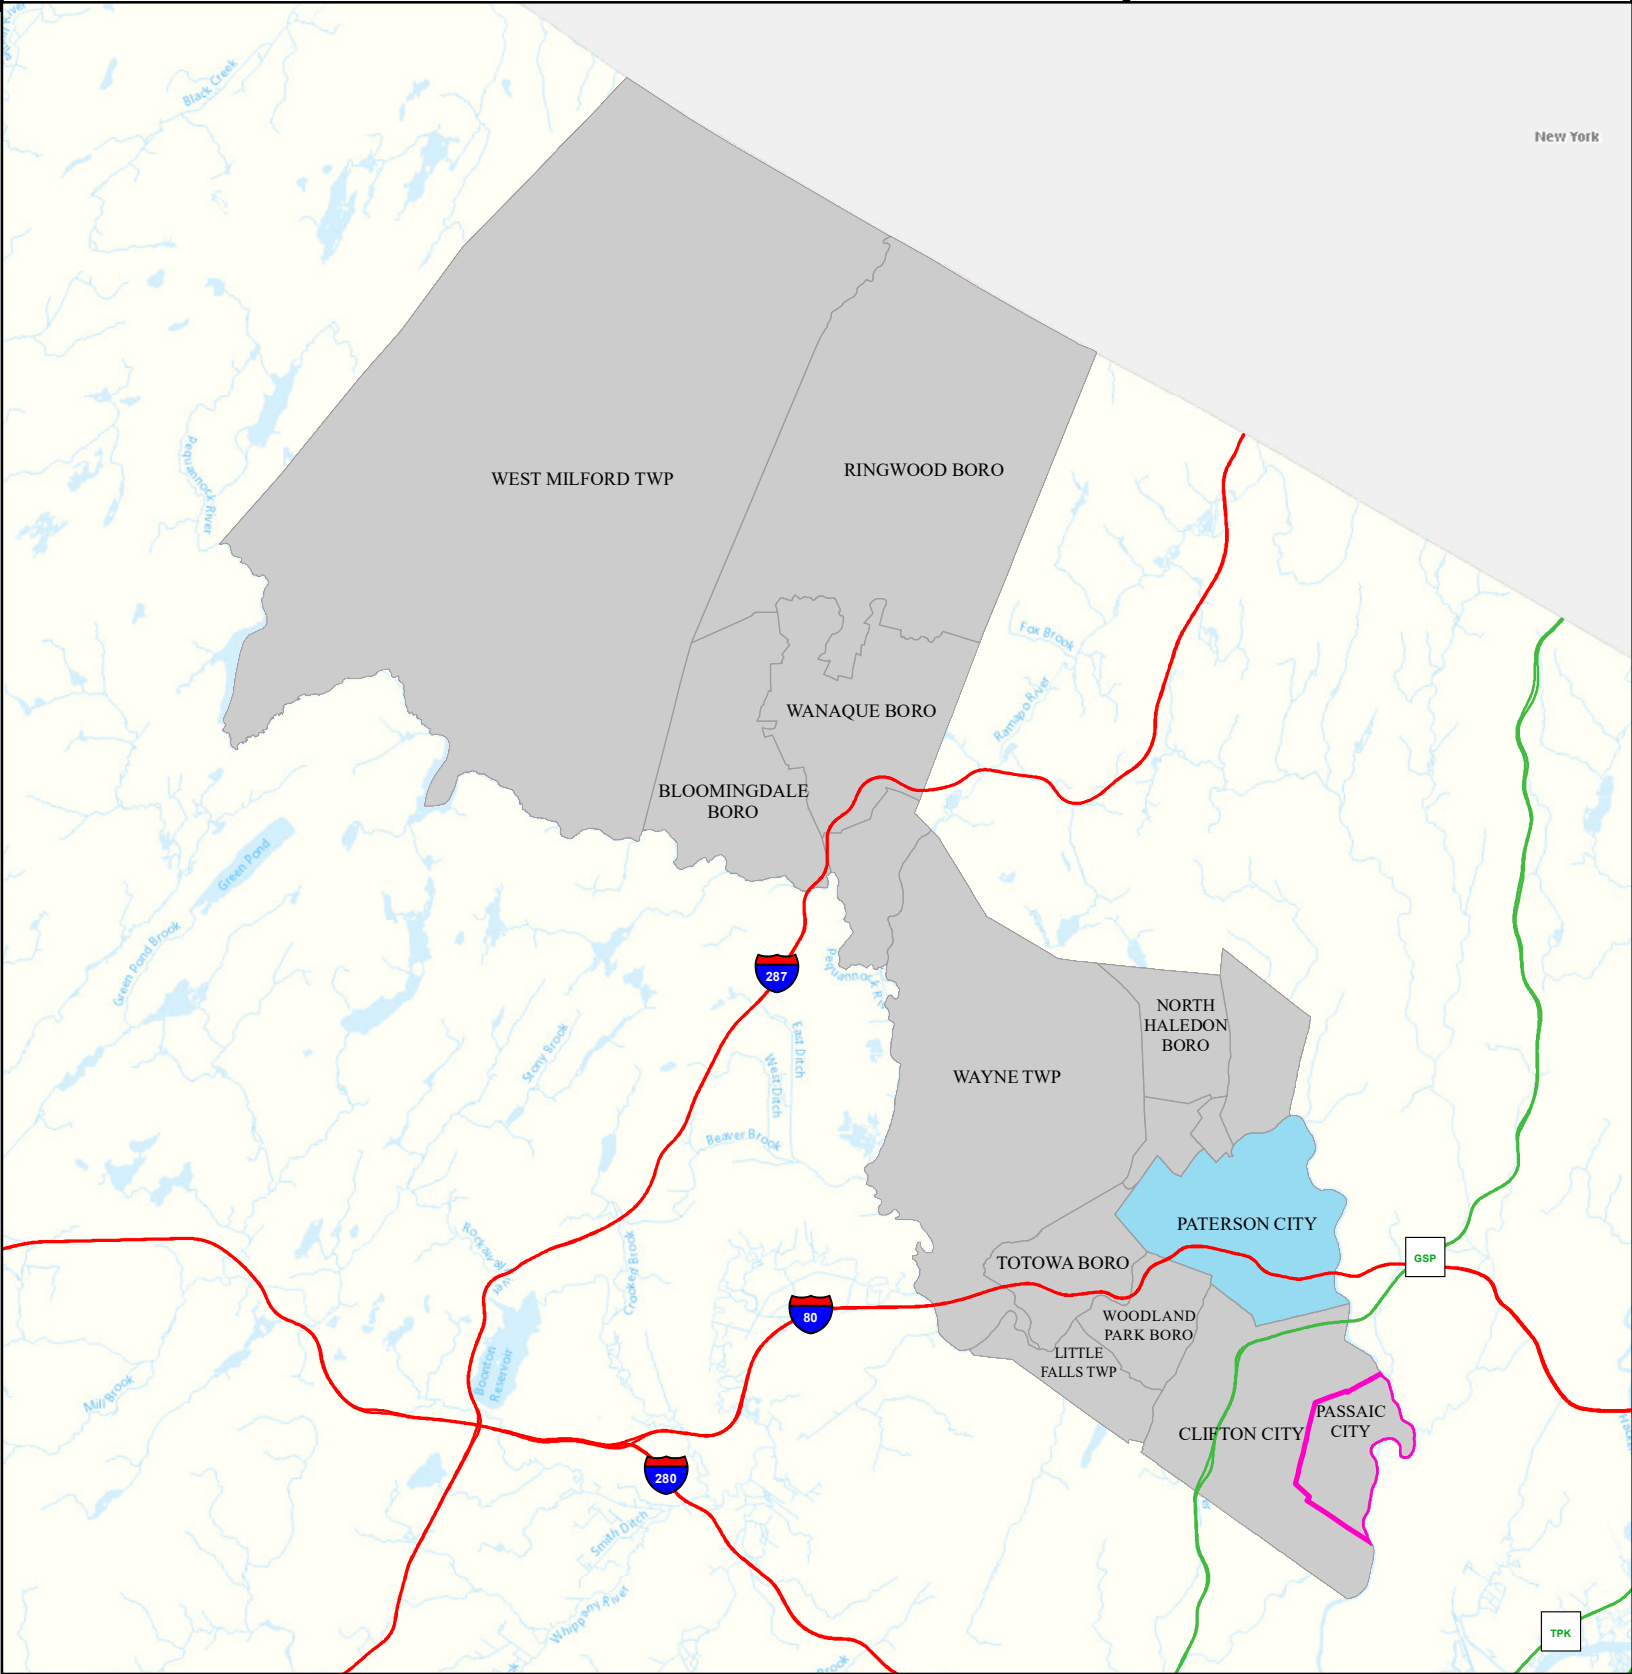 New York
Black Creek
Pequannock River
WEST MILFORD TWP
RINGWOOD BORO
Fox Brook
Ramapo River
WANAQUE BORO
BLOOMINGDALE
BORO
Green Pond
Green Pond Brook
287
Pequannock
NORTH
HALEDON
BORO
Stony Brook
East Ditch
West Ditch
WAYNE TWP
Beaver Brook
PATERSON CITY
Rockaway
Crooked Brook
TOTOWA BORO
GSP
80
WOODLAND
PARK BORO
LITTLE
FALLS TWP
Boonton
Reservoir
Mill Brook
PASSAIC
CITY
CLIFTON CITY
280
Smith Ditch
Whippany River
TPK
Brook